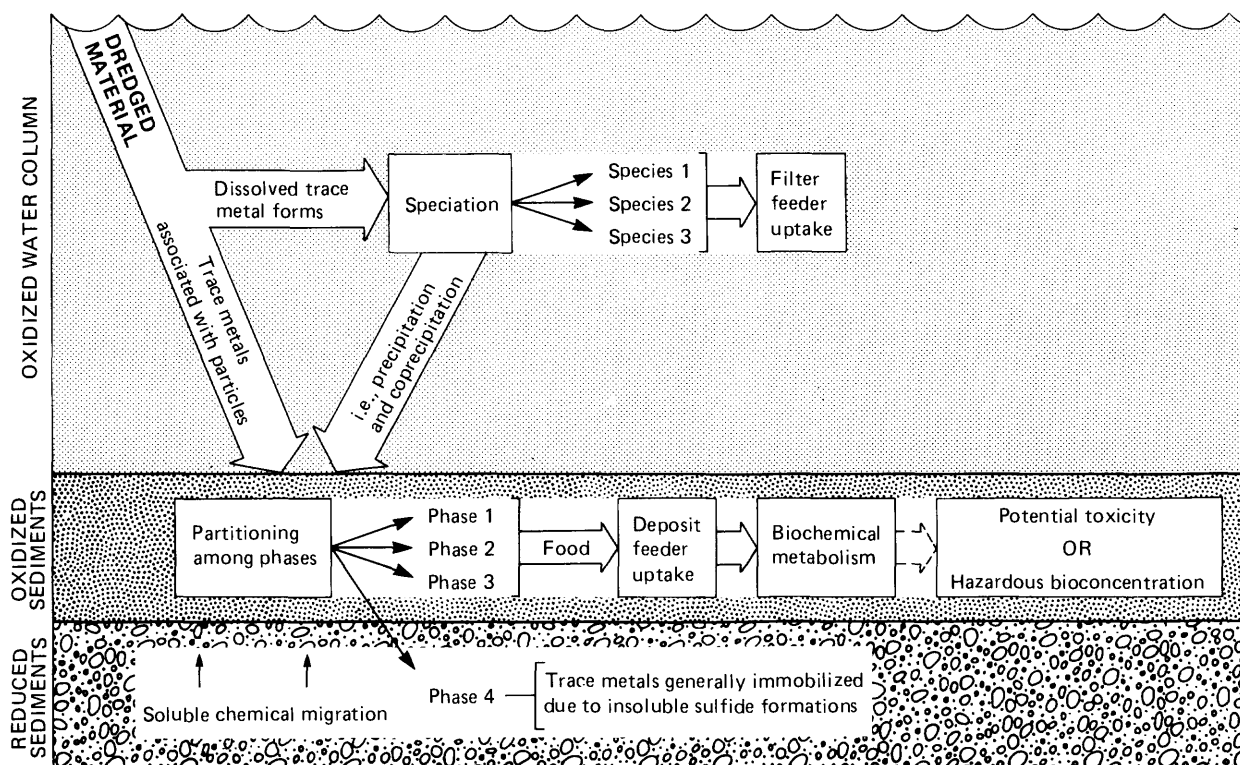 DREDGED
MATERIAL
OXIDIZED WATER COLUMN
Dissolved trace
metal forms
Speciation
Species 1
Species 2
Species 3
Filter
feeder
uptake
Trace metals
associated with particles
i.e., precipitation
and coprecipitation
OXIDIZED
SEDIMENTS
Partitioning
among phases
Phase 1
Phase 2
Phase 3
Food
Deposit
feeder
uptake
Biochemical
metabolism
Potential toxicity
OR
Hazardous bioconcentration
REDUCED
SEDIMENTS
Soluble chemical migration
Phase 4
Trace metals generally immobilized
due to insoluble sulfide formations